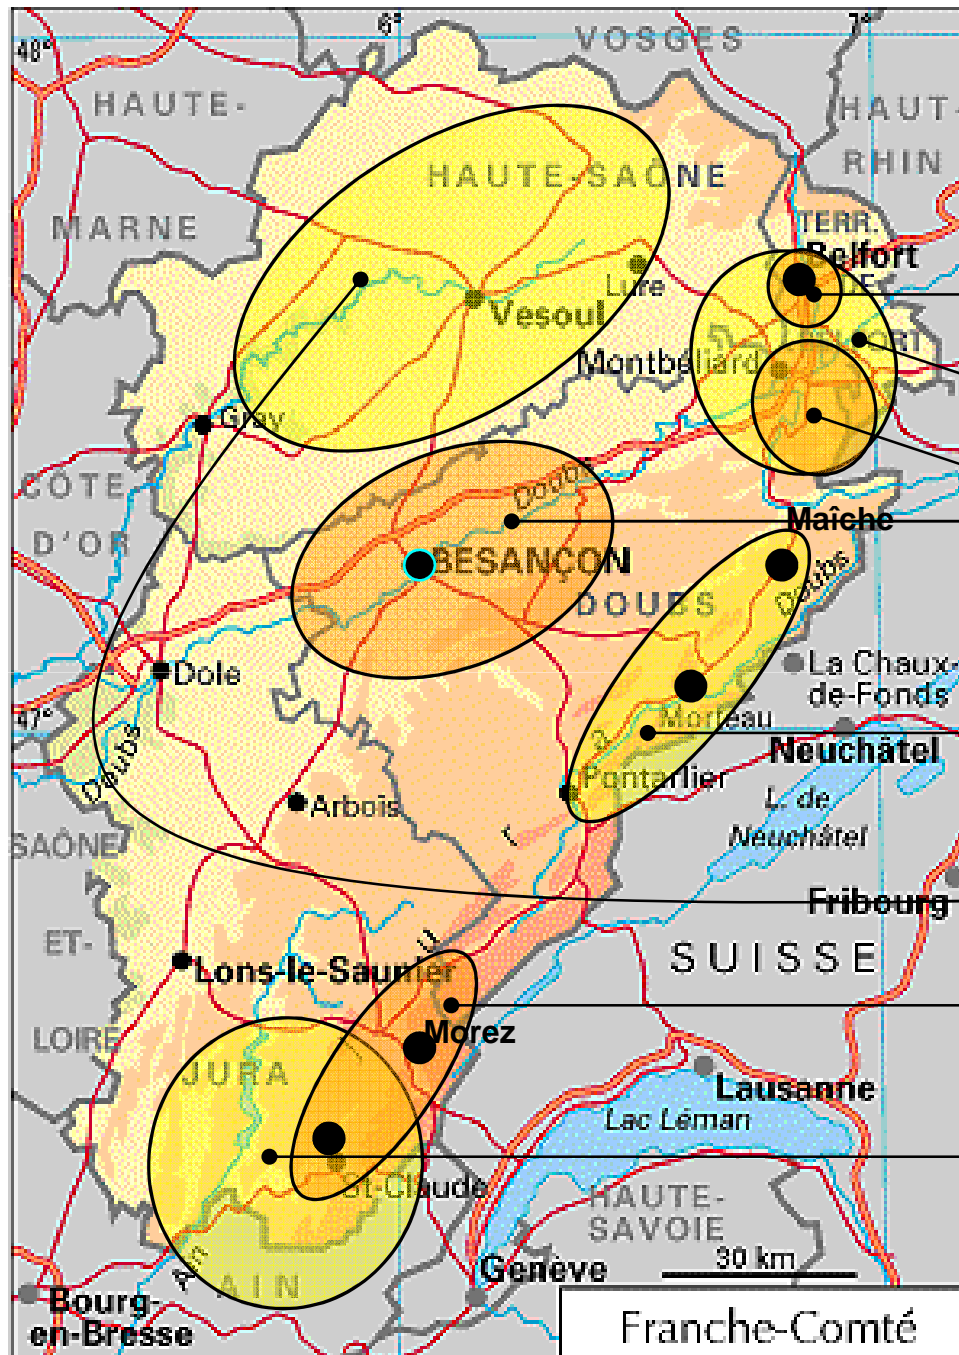 6°
7°
48°
VOSGES
HAUTE-
MARNE
HAUT-
RHIN
HAUTE-SAÔNE
TERR.
Belfort
DE
BELFORT
Lure
Vesoul
Montbéliard
Gray
CÔTE
D'OR
Doubs
Maîche
BESANÇON
DOUBS
Doubs
Dole
La Chaux-
de-Fonds
47°
Morteau
Neuchâtel
Doubs
Pontarlier
L. de
Neuchâtel
Arbois
SAÔNE
ET-
LOIRE
Fribourg
SUISSE
Lons-le-Saunier
J
U
R
Morez
JURA
Lausanne
Lac Léman
St-Claude
HAUTE-
SAVOIE
30 km
Ain
AIN
Genève
Bourg-
en-Bresse
Franche-Comté